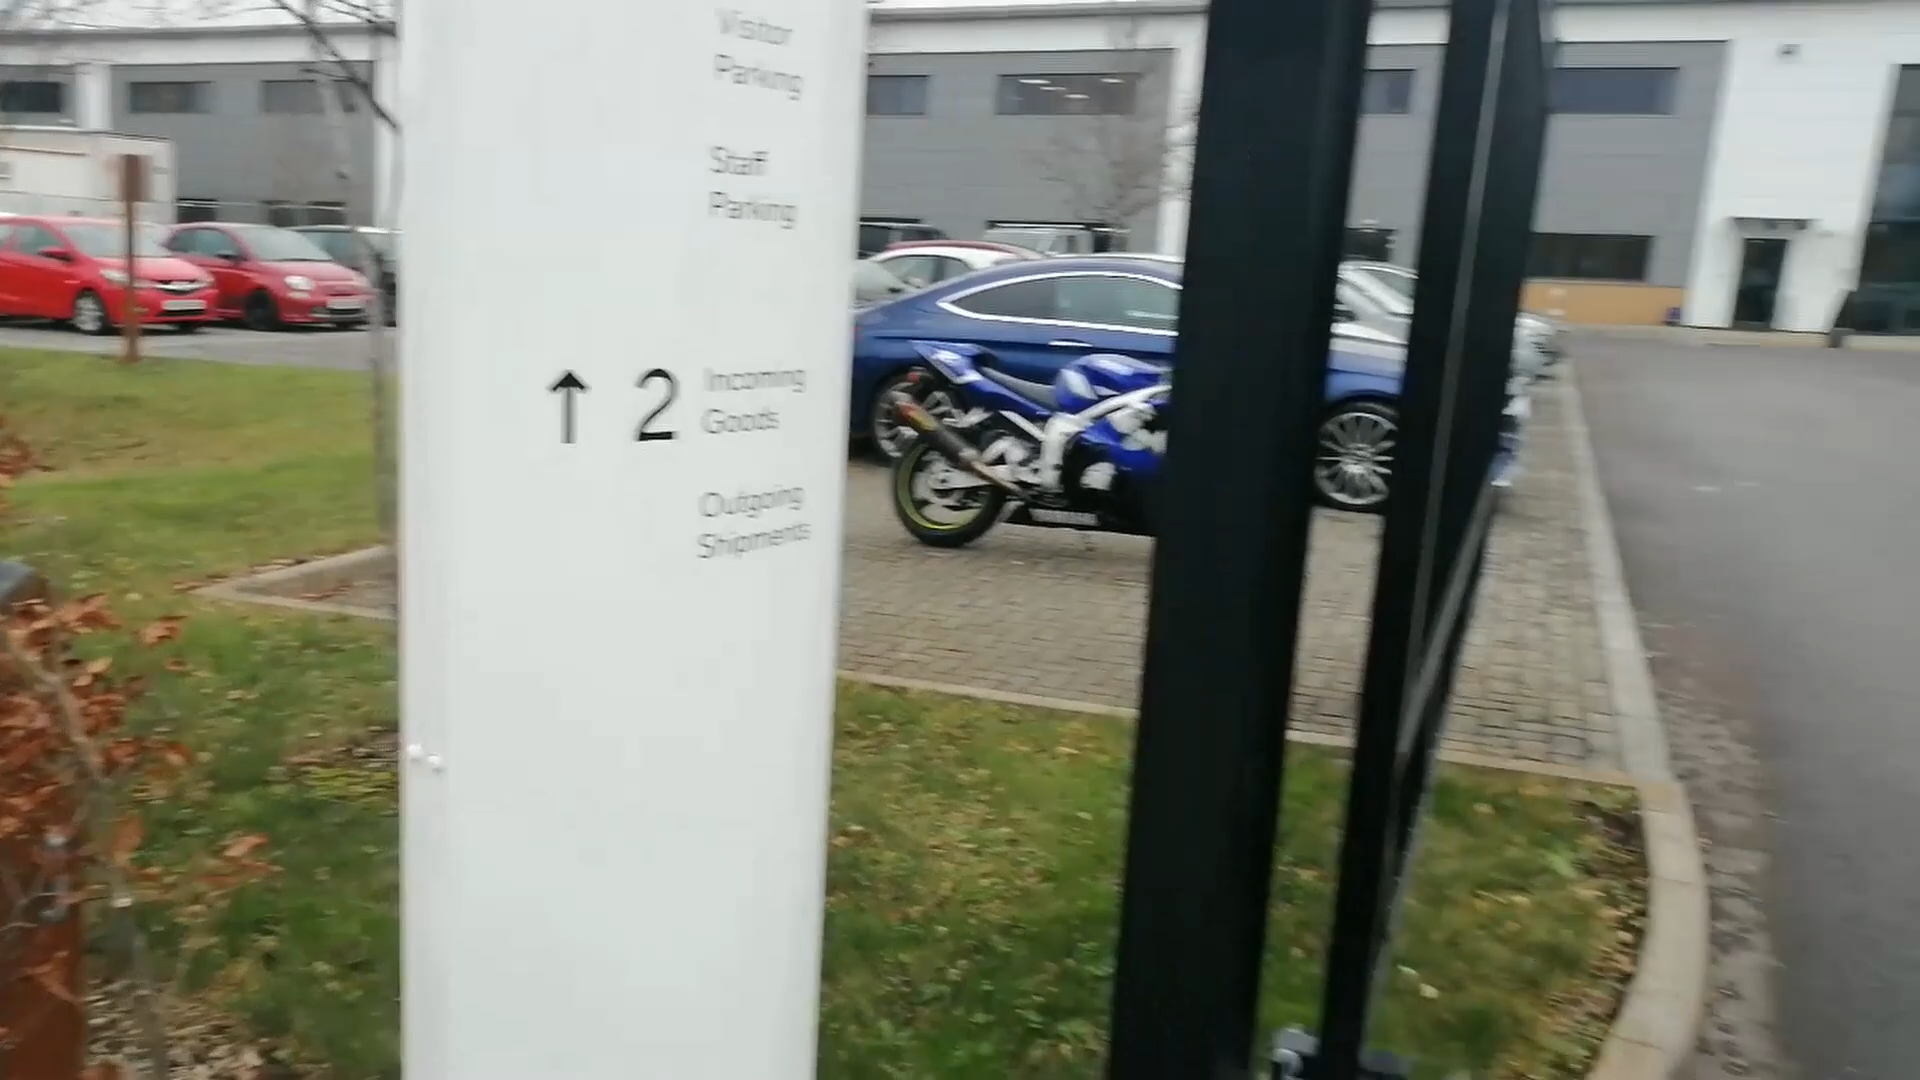 Visitor
Parking
Staff
Parking
↑ 2 Incoming
Goods
Outgoing
Shipments